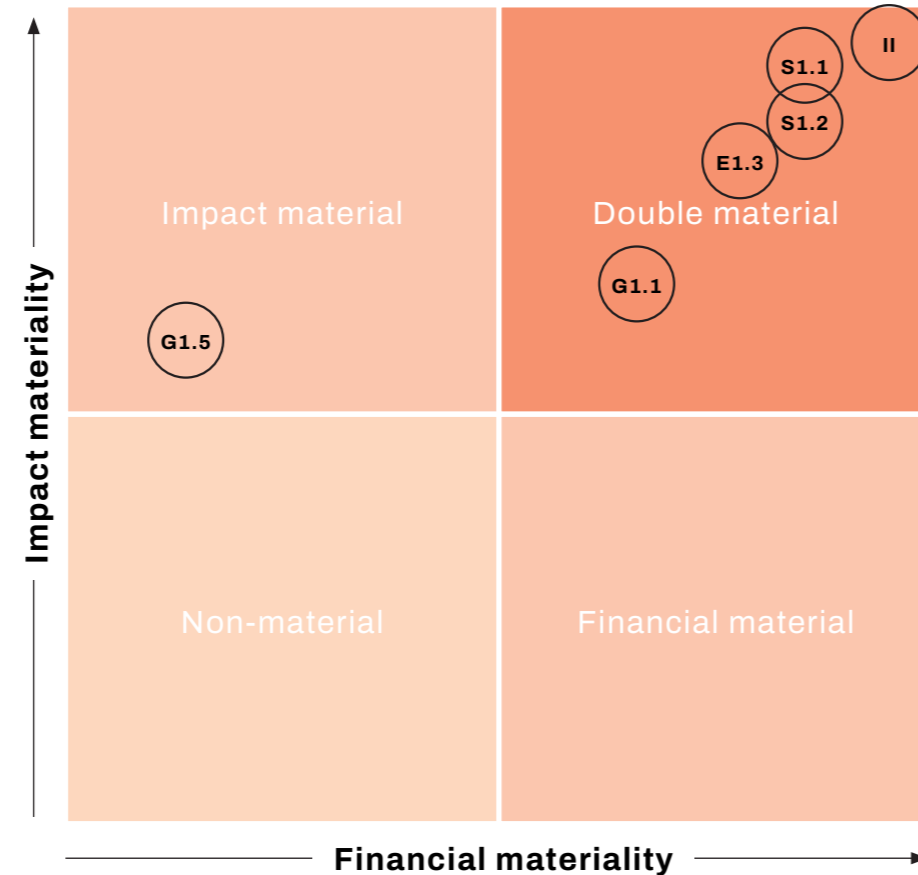 II
S1.1
S1.2
E1.3
Impact material
Double material
G1.1
G1.5
Impact materiality
Non-material
Financial material
Financial materiality